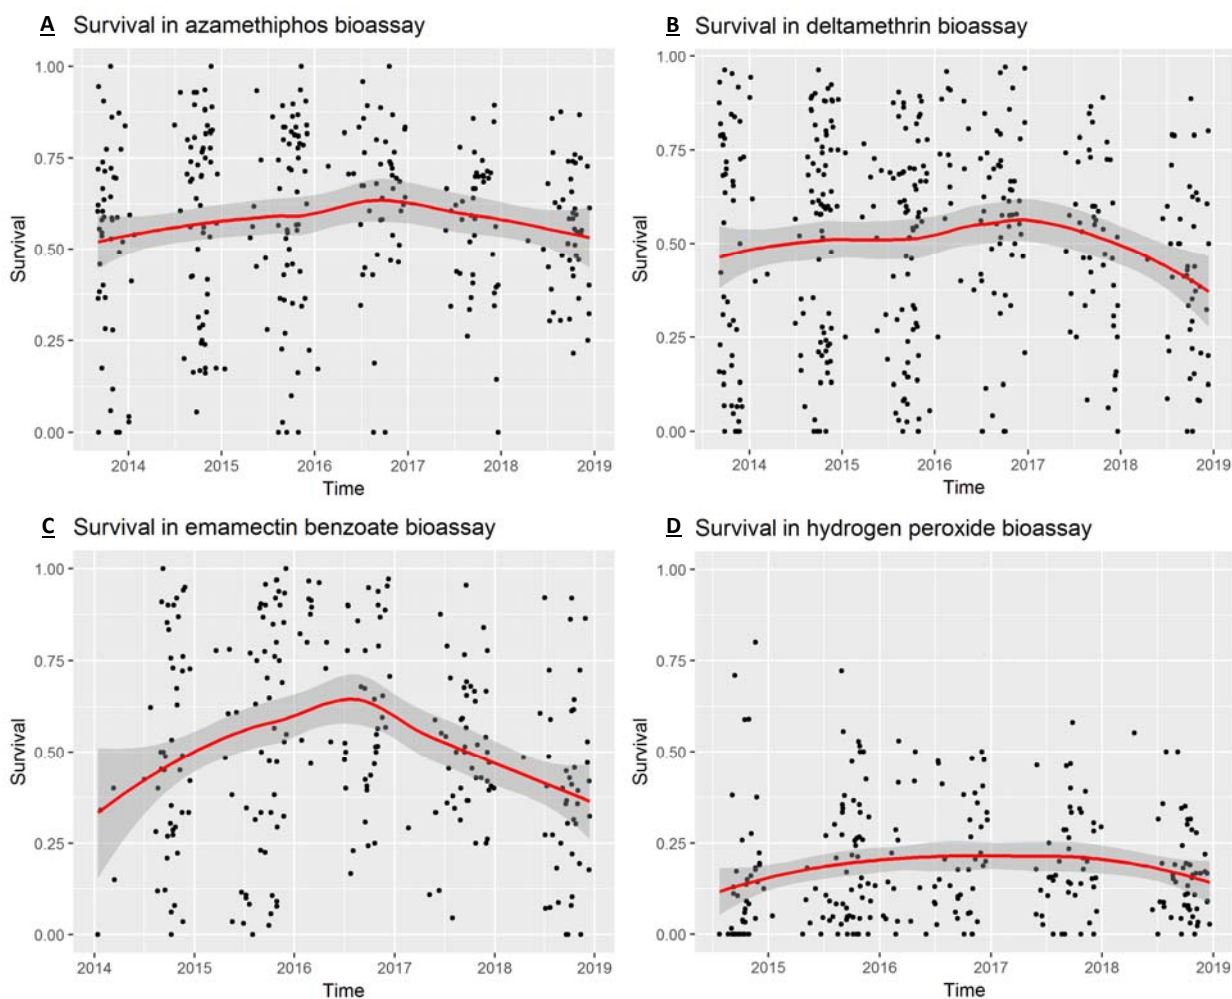 A Survival in azamethiphos bioassay
1.00
0.75
0.50
0.25
0.00
Survival
2014 2015 2016 2017 2018 2019
Time
B Survival in deltamethrin bioassay
1.00
0.75
0.50
0.25
0.00
Survival
2014 2015 2016 2017 2018 2019
Time
C Survival in emamectin benzoate bioassay
1.00
0.75
0.50
0.25
0.00
Survival
2014 2015 2016 2017 2018 2019
Time
D Survival in hydrogen peroxide bioassay
1.00
0.75
0.50
0.25
0.00
Survival
2015 2016 2017 2018 2019
Time